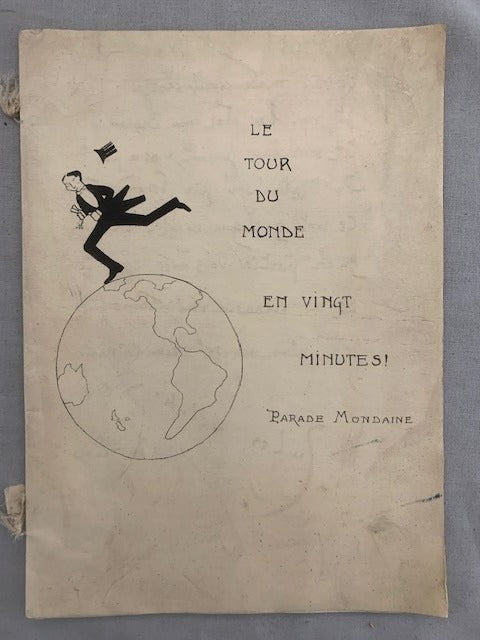 LE
TOUR
DU
MONDE
EN VINGT
MINUTES!
PARADE MONDAINE